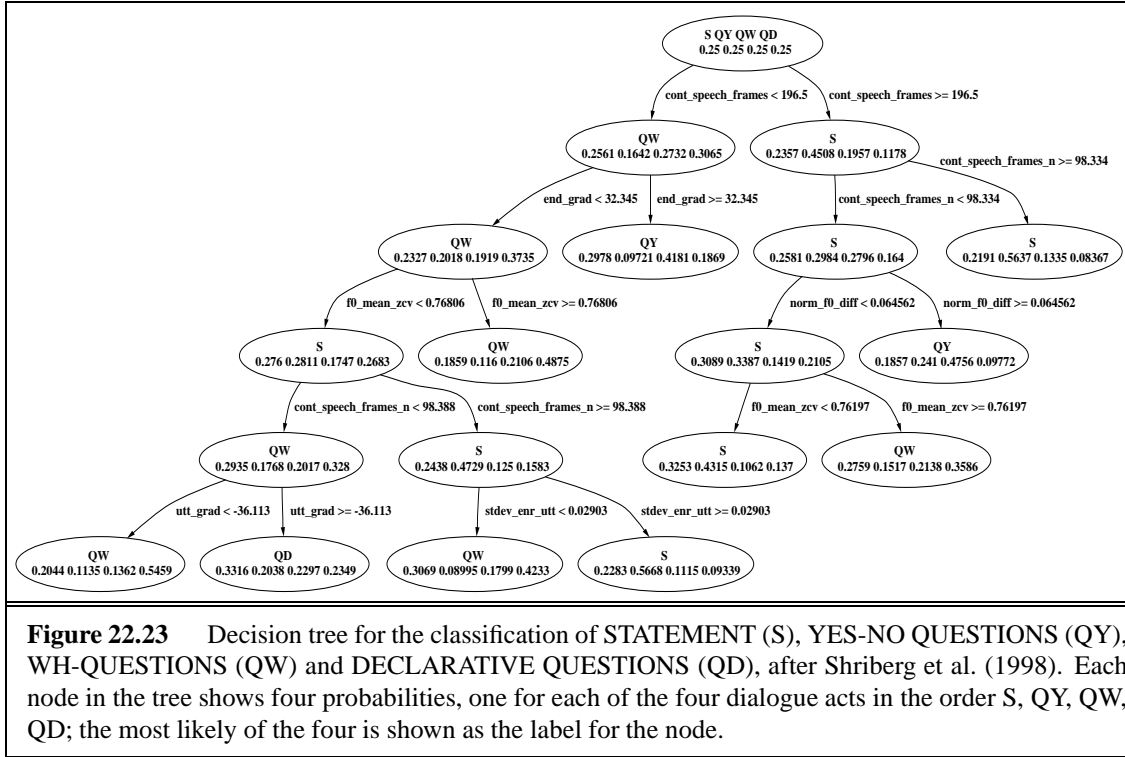 S QY QW QD
0.25 0.25 0.25 0.25
cont_speech_frames < 196.5
cont_speech_frames >= 196.5
QW
0.2561 0.1642 0.2732 0.3065
S
0.2357 0.4508 0.1957 0.1178
cont_speech_frames_n >= 98.334
end_grad < 32.345
end_grad >= 32.345
cont_speech_frames_n < 98.334
QW
0.2327 0.2018 0.1919 0.3735
QY
0.2978 0.09721 0.4181 0.1869
S
0.2581 0.2984 0.2796 0.164
S
0.2191 0.5637 0.1335 0.08367
f0_mean_zcv < 0.76806
f0_mean_zcv >= 0.76806
norm_f0_diff < 0.064562
norm_f0_diff >= 0.064562
S
0.276 0.2811 0.1747 0.2683
QW
0.1859 0.116 0.2106 0.4875
S
0.3089 0.3387 0.1419 0.2105
QY
0.1857 0.241 0.4756 0.09772
cont_speech_frames_n < 98.388
cont_speech_frames_n >= 98.388
f0_mean_zcv < 0.76197
f0_mean_zcv >= 0.76197
QW
0.2935 0.1768 0.2017 0.328
S
0.2438 0.4729 0.125 0.1583
S
0.3253 0.4315 0.1062 0.137
QW
0.2759 0.1517 0.2138 0.3586
utt_grad < -36.113
utt_grad >= -36.113
stdev_enr_utt < 0.02903
stdev_enr_utt >= 0.02903
QW
0.2044 0.1135 0.1362 0.5459
QD
0.3316 0.2038 0.2297 0.2349
QW
0.3069 0.08995 0.1799 0.4233
S
0.2283 0.5668 0.1115 0.09339
Figure 22.23 Decision tree for the classification of STATEMENT (S), YES-NO QUESTIONS (QY),
WH-QUESTIONS (QW) and DECLARATIVE QUESTIONS (QD), after Shriberg et al. (1998). Each
node in the tree shows four probabilities, one for each of the four dialogue acts in the order S, QY, QW,
QD; the most likely of the four is shown as the label for the node.